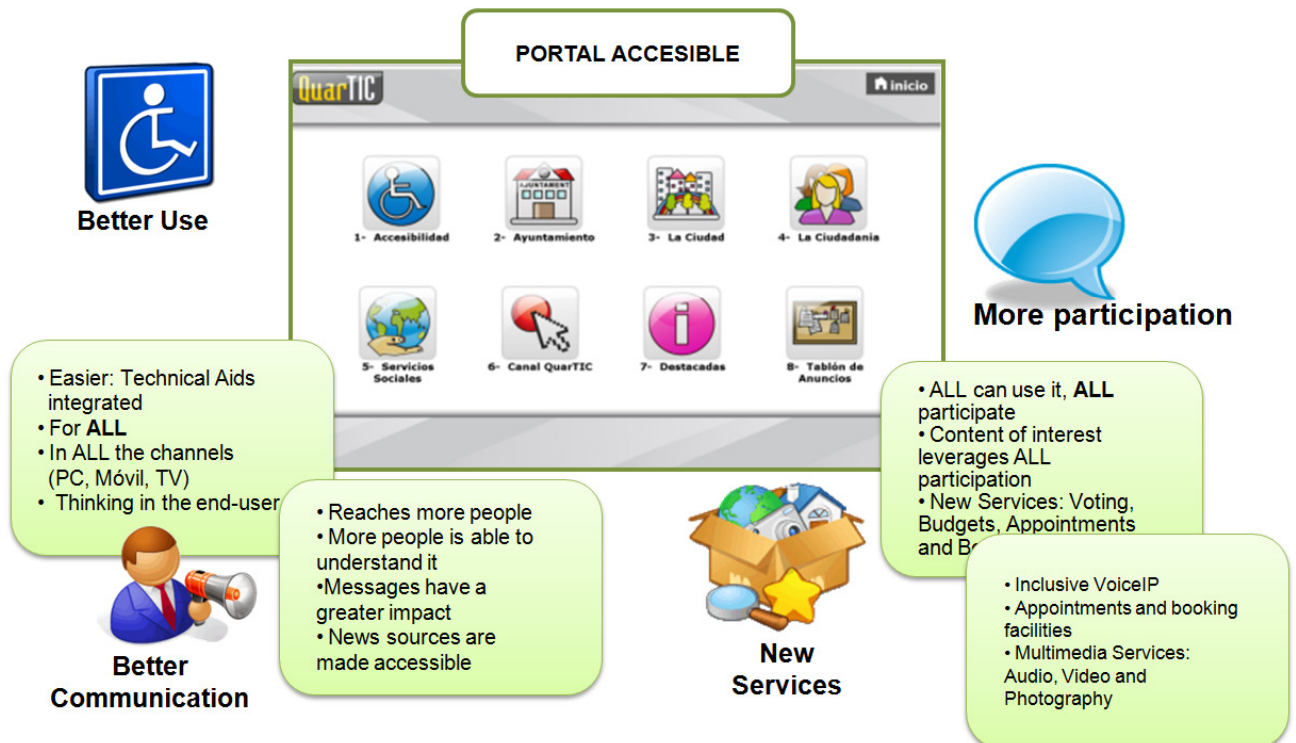 PORTAL ACCESIBLE
QuarTIC
inicio
AJUNTAMENT
1- Accesibilidad
2- Ayuntamiento
3- La Ciudad
4- La Ciudadania
5- Servicios
Sociales
6- Canal QuarTIC
7- Destacadas
8- Tablón de
Anuncios
Better Use
• Easier: Technical Aids
integrated
• For ALL
• In ALL the channels
(PC, Móvil, TV)
• Thinking in the end-user
Better
Communication
• Reaches more people
• More people is able to
understand it
•Messages have a
greater impact
• News sources are
made accessible
More participation
• ALL can use it, ALL
participate
• Content of interest
leverages ALL
participation
• New Services: Voting,
Budgets, Appointments
and
New
Services
• Inclusive VoiceIP
• Appointments and booking
facilities
• Multimedia Services:
Audio, Video and
Photography